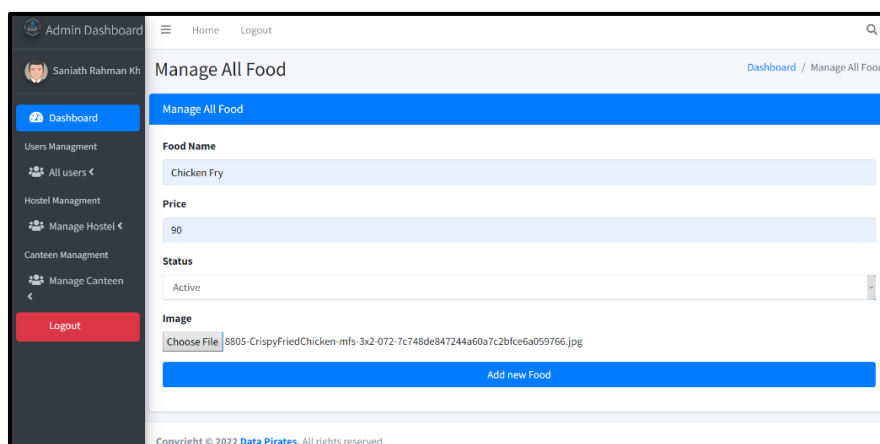 Admin Dashboard
Home Logout
Saniath Rahman Kh
Manage All Food
Dashboard / Manage All Food
Dashboard
Manage All Food
Users Managment
All users
Hostel Managment
Manage Hostel
Canteen Managment
Manage Canteen
Logout
Food Name
Chicken Fry
Price
90
Status
Active
Image
Choose File 8805-CrispyFriedChicken-mfs-3x2-072-7c748de847244a60a7c2bfce6a059766.jpg
Add new Food
Copyright © 2022 Data Pirates. All rights reserved